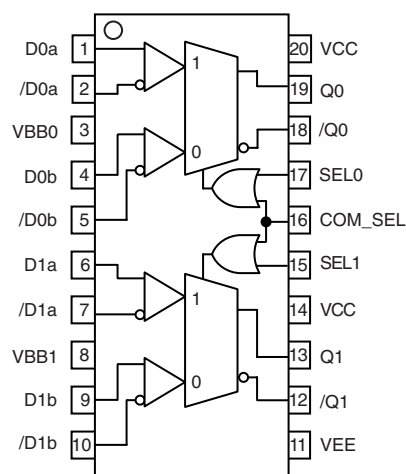 D0a 1 1 20 VCC
/D0a 2 19 Q0
VBB0 3 18 /Q0
D0b 4 0 17 SEL0
/D0b 5 16 COM_SEL
D1a 6 15 SEL1
/D1a 7 1 14 VCC
VBB1 8 13 Q1
D1b 9 0 12 /Q1
/D1b 10 11 VEE